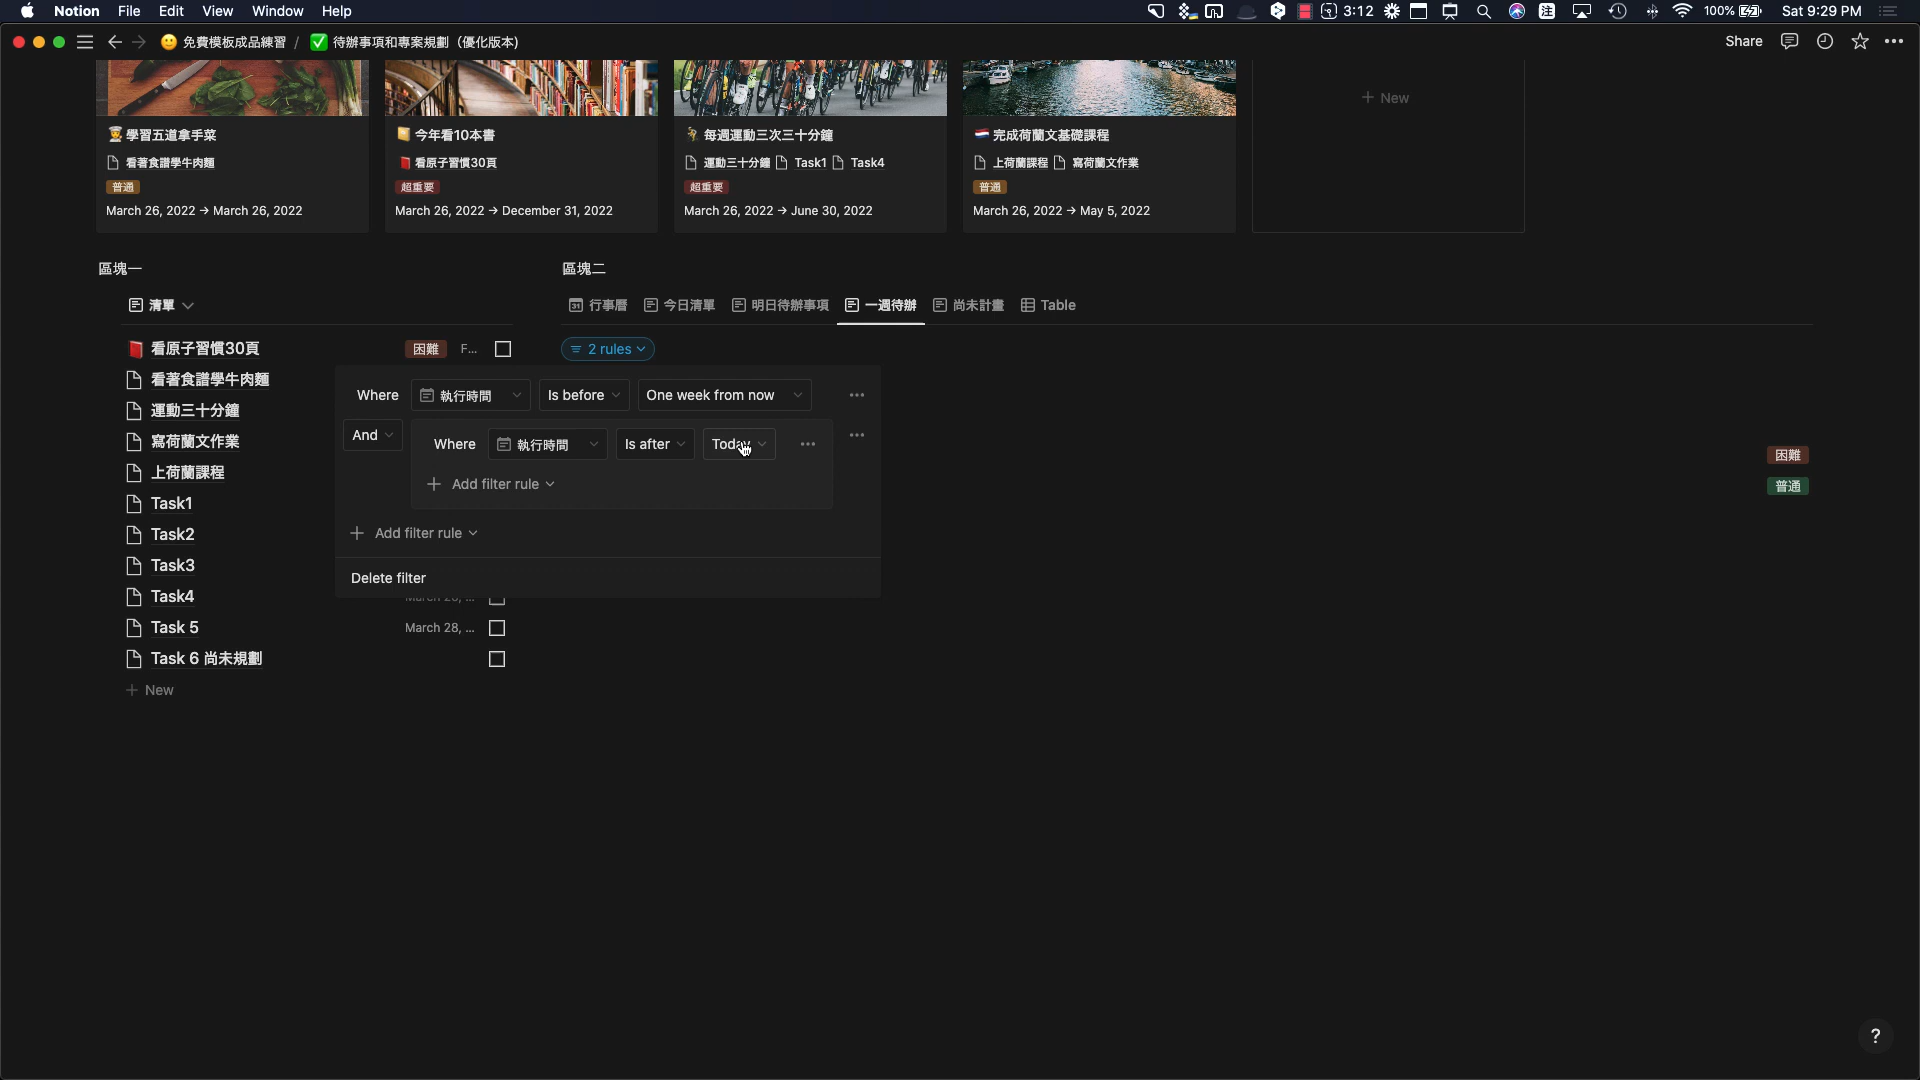 Notion File Edit View Window Help 3:12 注 100% Sat 9:29 PM
免費模板成品練習 / 待辦事項和專案規劃（優化版本） Share
學習五道拿手菜
看著食譜學牛肉麵
普通
March 26, 2022 → March 26, 2022
今年看10本書
看原子習慣30頁
超重要
March 26, 2022 → December 31, 2022
每週運動三次三十分鐘
運動三十分鐘 Task1 Task4
超重要
March 26, 2022 → June 30, 2022
完成荷蘭文基礎課程
上荷蘭課程 寫荷蘭文作業
普通
March 26, 2022 → May 5, 2022
+ New
區塊一
清單
看原子習慣30頁 困難 F...
看著食譜學牛肉麵
運動三十分鐘
寫荷蘭文作業
上荷蘭課程
Task1
Task2
Task3
Task4
Task 5 March 28, ...
Task 6 尚未規劃
+ New
區塊二
31 行事曆 今日清單 明日待辦事項 一週待辦 尚未計畫 Table
2 rules
Where 執行時間 Is before One week from now
And Where 執行時間 Is after Today
+ Add filter rule
+ Add filter rule
Delete filter
困難
普通
?